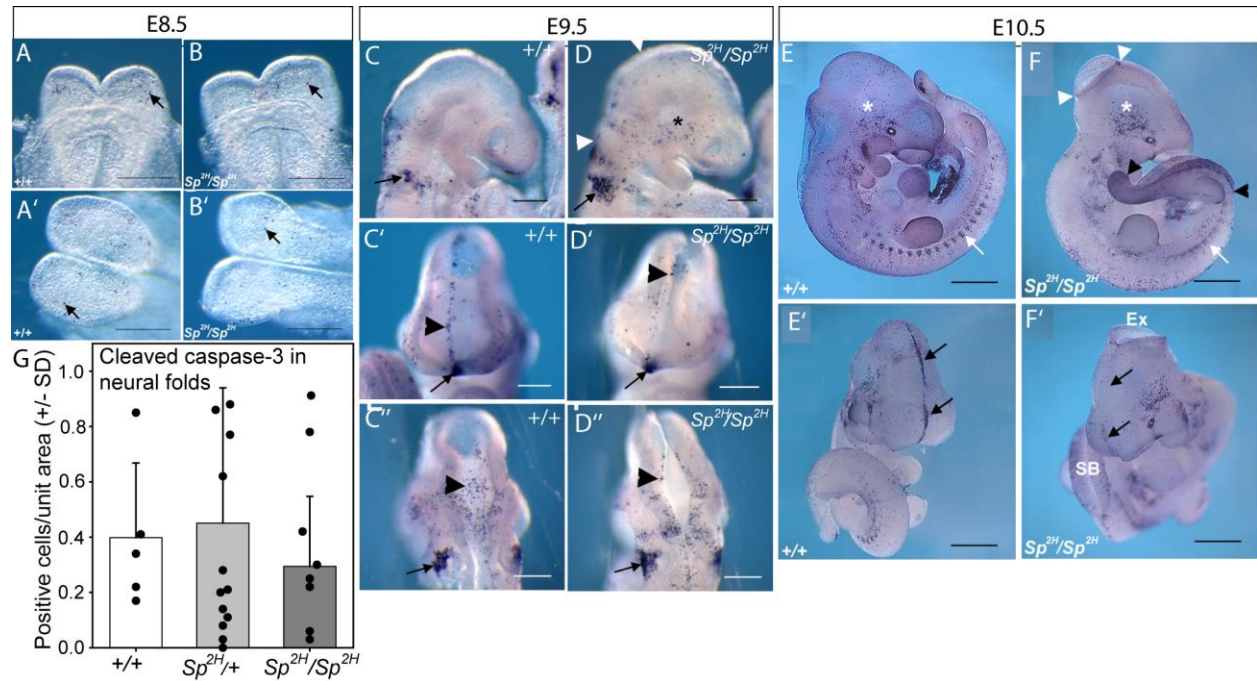 E8.5
E9.5
E10.5
A
+/+
B
Sp2H/Sp2H
A'
+/+
B'
Sp2H/Sp2H
C
+/+
D
Sp2H/Sp2H
*
C'
+/+
D'
Sp2H/Sp2H
C''
+/+
D''
Sp2H/Sp2H
E
*
+/+
F
*
Sp2H/Sp2H
E'
+/+
F'
Ex
SB
Sp2H/Sp2H
G
Cleaved caspase-3 in
neural folds
Positive cells/unit area (+/- SD)
1.0
0.8
0.6
0.4
0.2
0.0
+/+
Sp2H/+
Sp2H/Sp2H